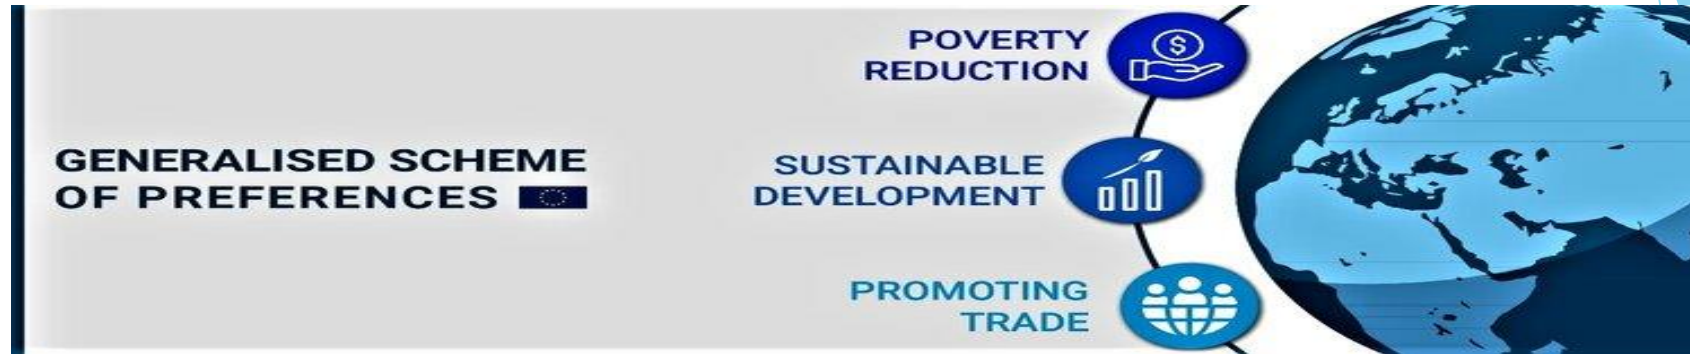 GENERALISED SCHEME
OF PREFERENCES
POVERTY
REDUCTION
SUSTAINABLE
DEVELOPMENT
PROMOTING
TRADE